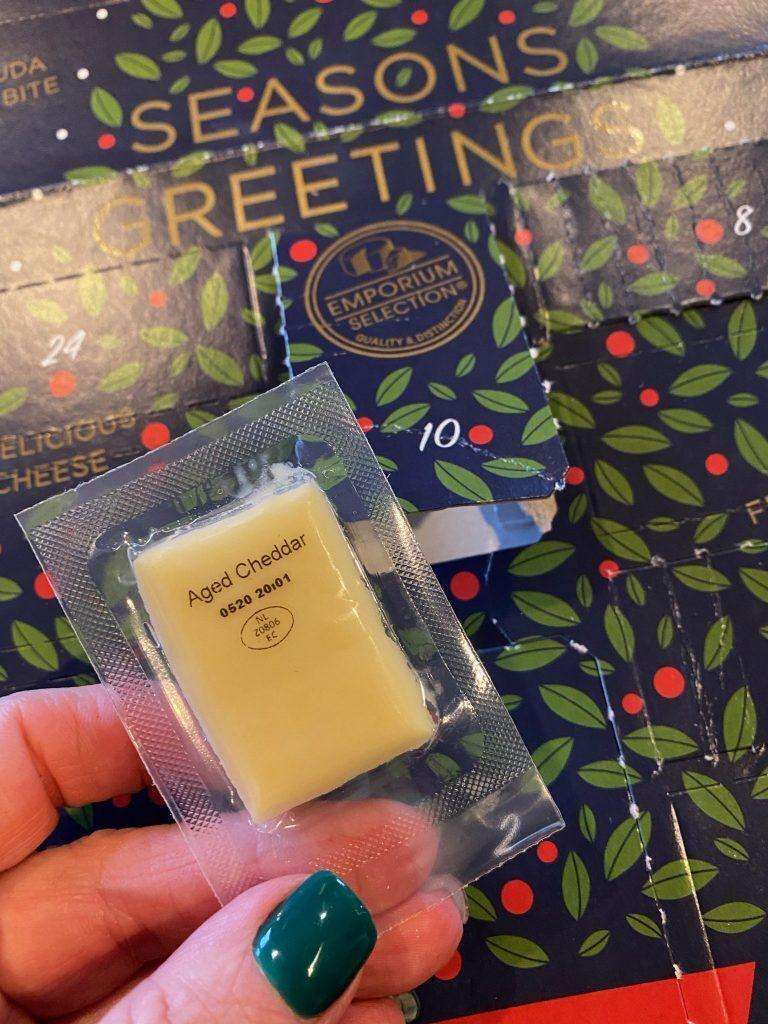 UDA
BITE
SEASONS
GREETINGS
8
EMPORIUM
SELECTION®
QUALITY & DISTINCTION
24
10
ELICIOUS
CHEESE
Aged Cheddar
0520 20:01
NL
20806
EC
2